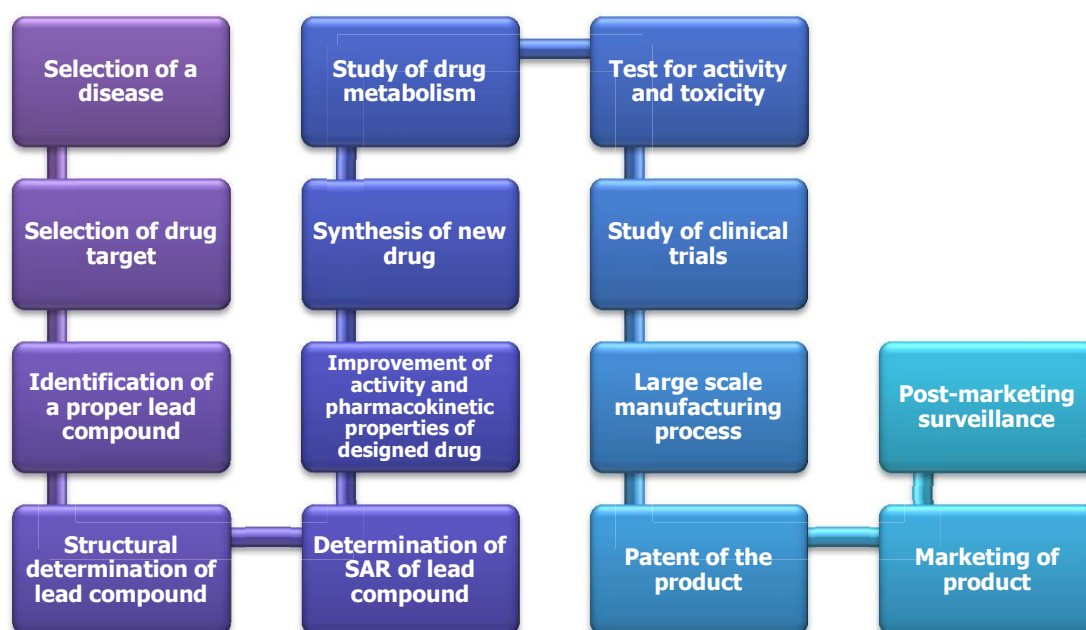 Selection of a
disease
Selection of drug
target
Identification of
a proper lead
compound
Structural
determination of
lead compound
Determination of
SAR of lead
compound
Improvement of
activity and
pharmacokinetic
properties of
designed drug
Synthesis of new
drug
Study of drug
metabolism
Test for activity
and toxicity
Study of clinical
trials
Large scale
manufacturing
process
Patent of the
product
Marketing of
product
Post-marketing
surveillance